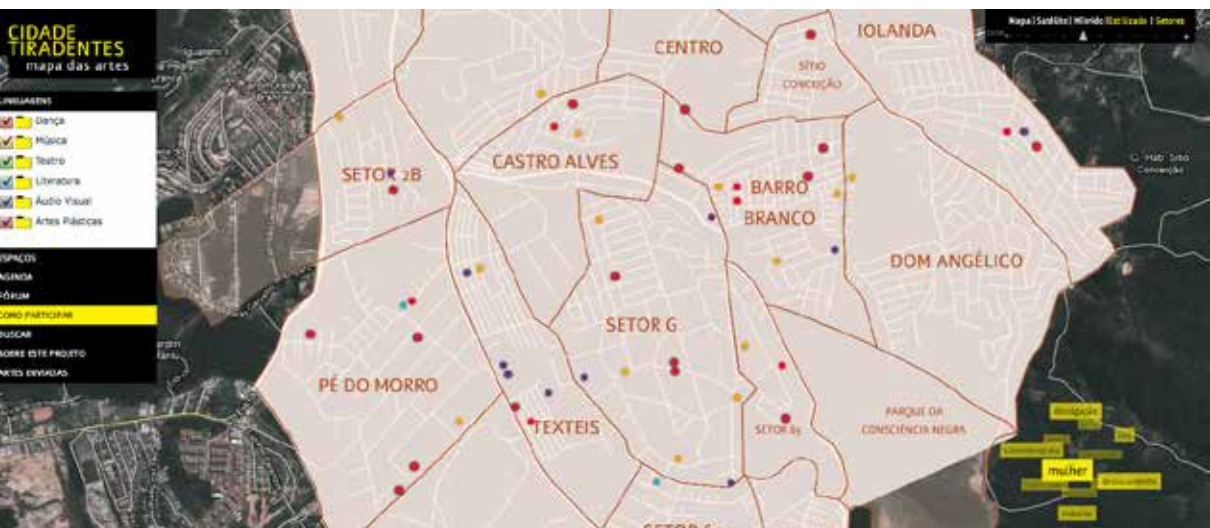 CIDADE
TIRADENTES
mapa das artes
LINGUAGENS
Dança
Música
Teatro
Literatura
Áudio Visual
Artes Plásticas
ESPAÇOS
AGENDA
FÓRUM
COMO PARTICIPAR
BUSCAR
SOBRE ESTE PROJETO
ARTES ENVIADAS
Mapa | Satélite | Híbrido | Estilizado | Setores
CENTRO
IOLANDA
SÍTIO
CONCEIÇÃO
SETOR 2B
CASTRO ALVES
BARRO
BRANCO
DOM ANGÉLICO
SETOR G
PÉ DO MORRO
TEXTEIS
SETOR 65
PARQUE DA
CONSCIÊNCIA NEGRA
divulgação
mulher